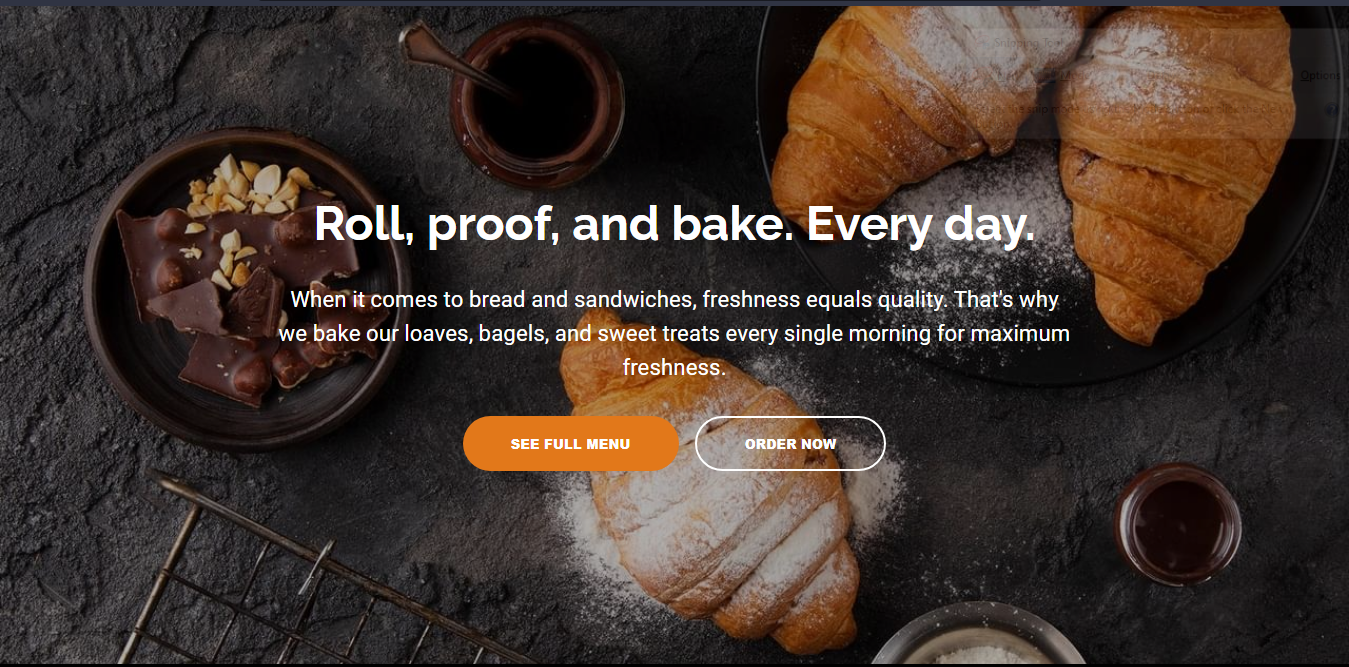 Roll, proof, and bake. Every day.
When it comes to bread and sandwiches, freshness equals quality. That's why
we bake our loaves, bagels, and sweet treats every single morning for maximum
freshness.
SEE FULL MENU
ORDER NOW
Options